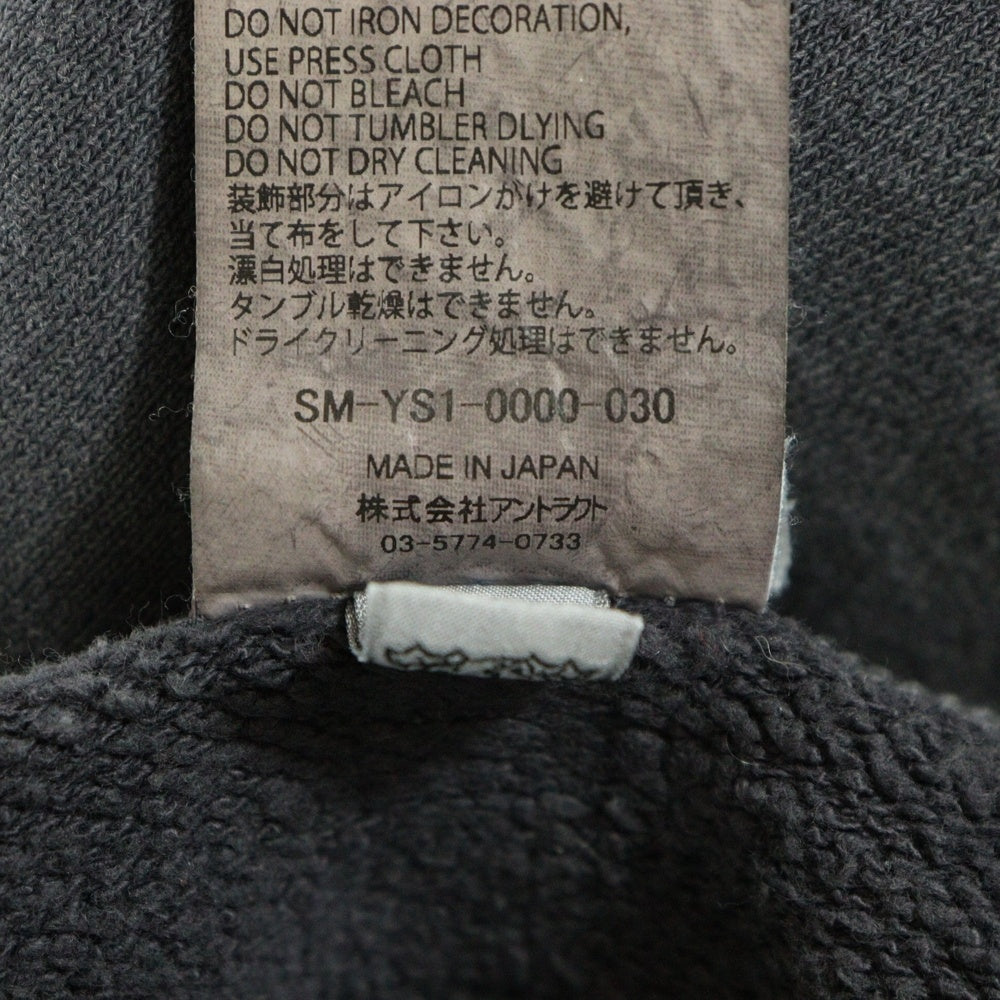 DO NOT IRON DECORATION,
USE PRESS CLOTH
DO NOT BLEACH
DO NOT TUMBLER DLYING
DO NOT DRY CLEANING
装飾部分はアイロンかけを避けて頂き、
当て布をして下さい。
漂白処理はできません。
タンブル乾燥はできません。
ドライクリーニング処理はできません。
SM-YS1-0000-030
MADE IN JAPAN
株式会社アントラクト
03-5774-0733